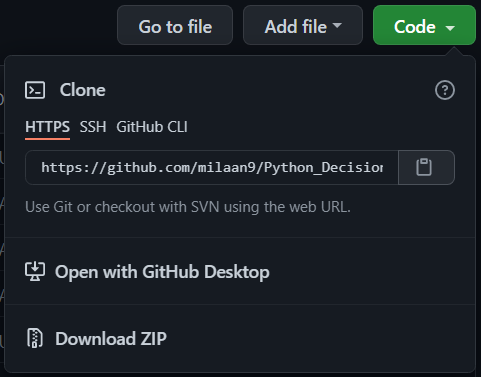 Go to file Add file Code
Clone
HTTPS SSH GitHub CLI
https://github.com/milaan9/Python_Decision
Use Git or checkout with SVN using the web URL.
Open with GitHub Desktop
Download ZIP